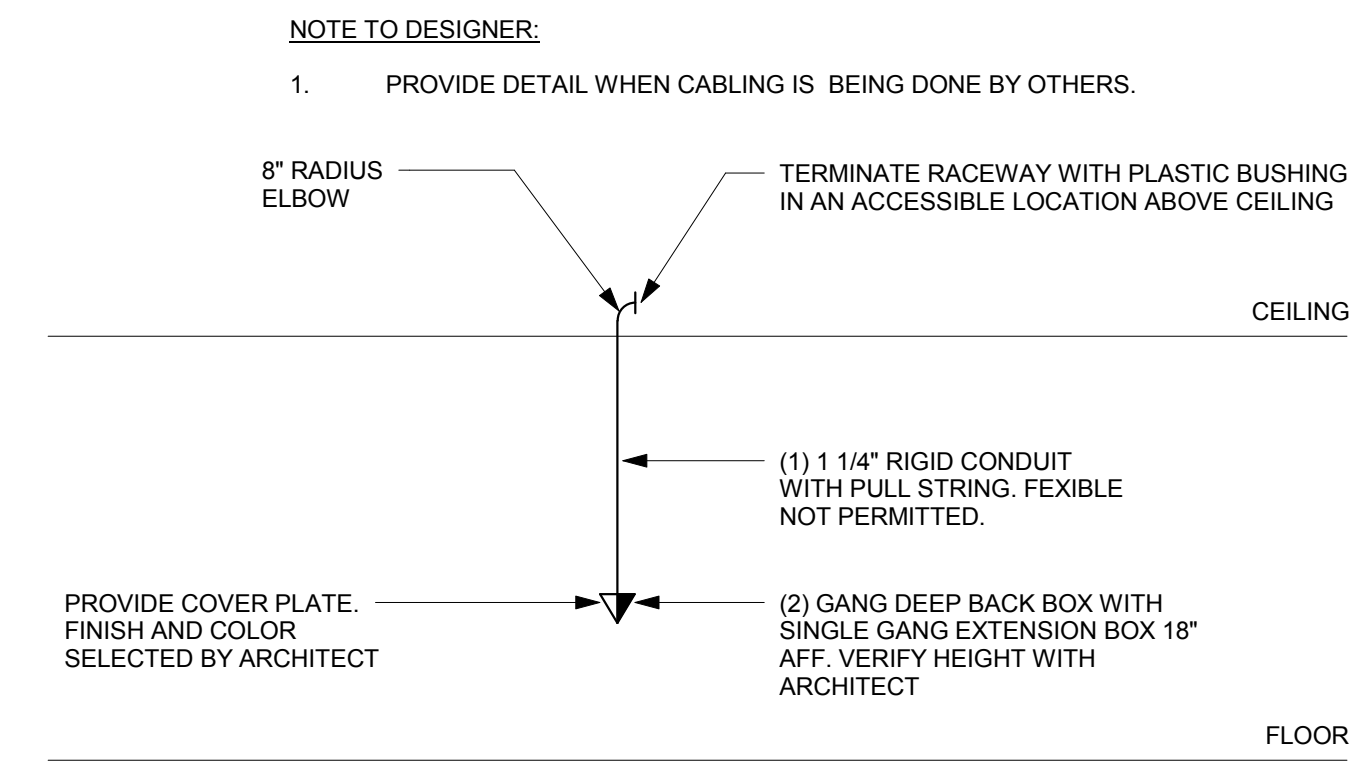 NOTE TO DESIGNER:
1. PROVIDE DETAIL WHEN CABLING IS BEING DONE BY OTHERS.
8" RADIUS
ELBOW
TERMINATE RACEWAY WITH PLASTIC BUSHING
IN AN ACCESSIBLE LOCATION ABOVE CEILING
CEILING
(1) 1 1/4" RIGID CONDUIT
WITH PULL STRING. FEXIBLE
NOT PERMITTED.
PROVIDE COVER PLATE.
FINISH AND COLOR
SELECTED BY ARCHITECT
(2) GANG DEEP BACK BOX WITH
SINGLE GANG EXTENSION BOX 18"
AFF. VERIFY HEIGHT WITH
ARCHITECT
FLOOR